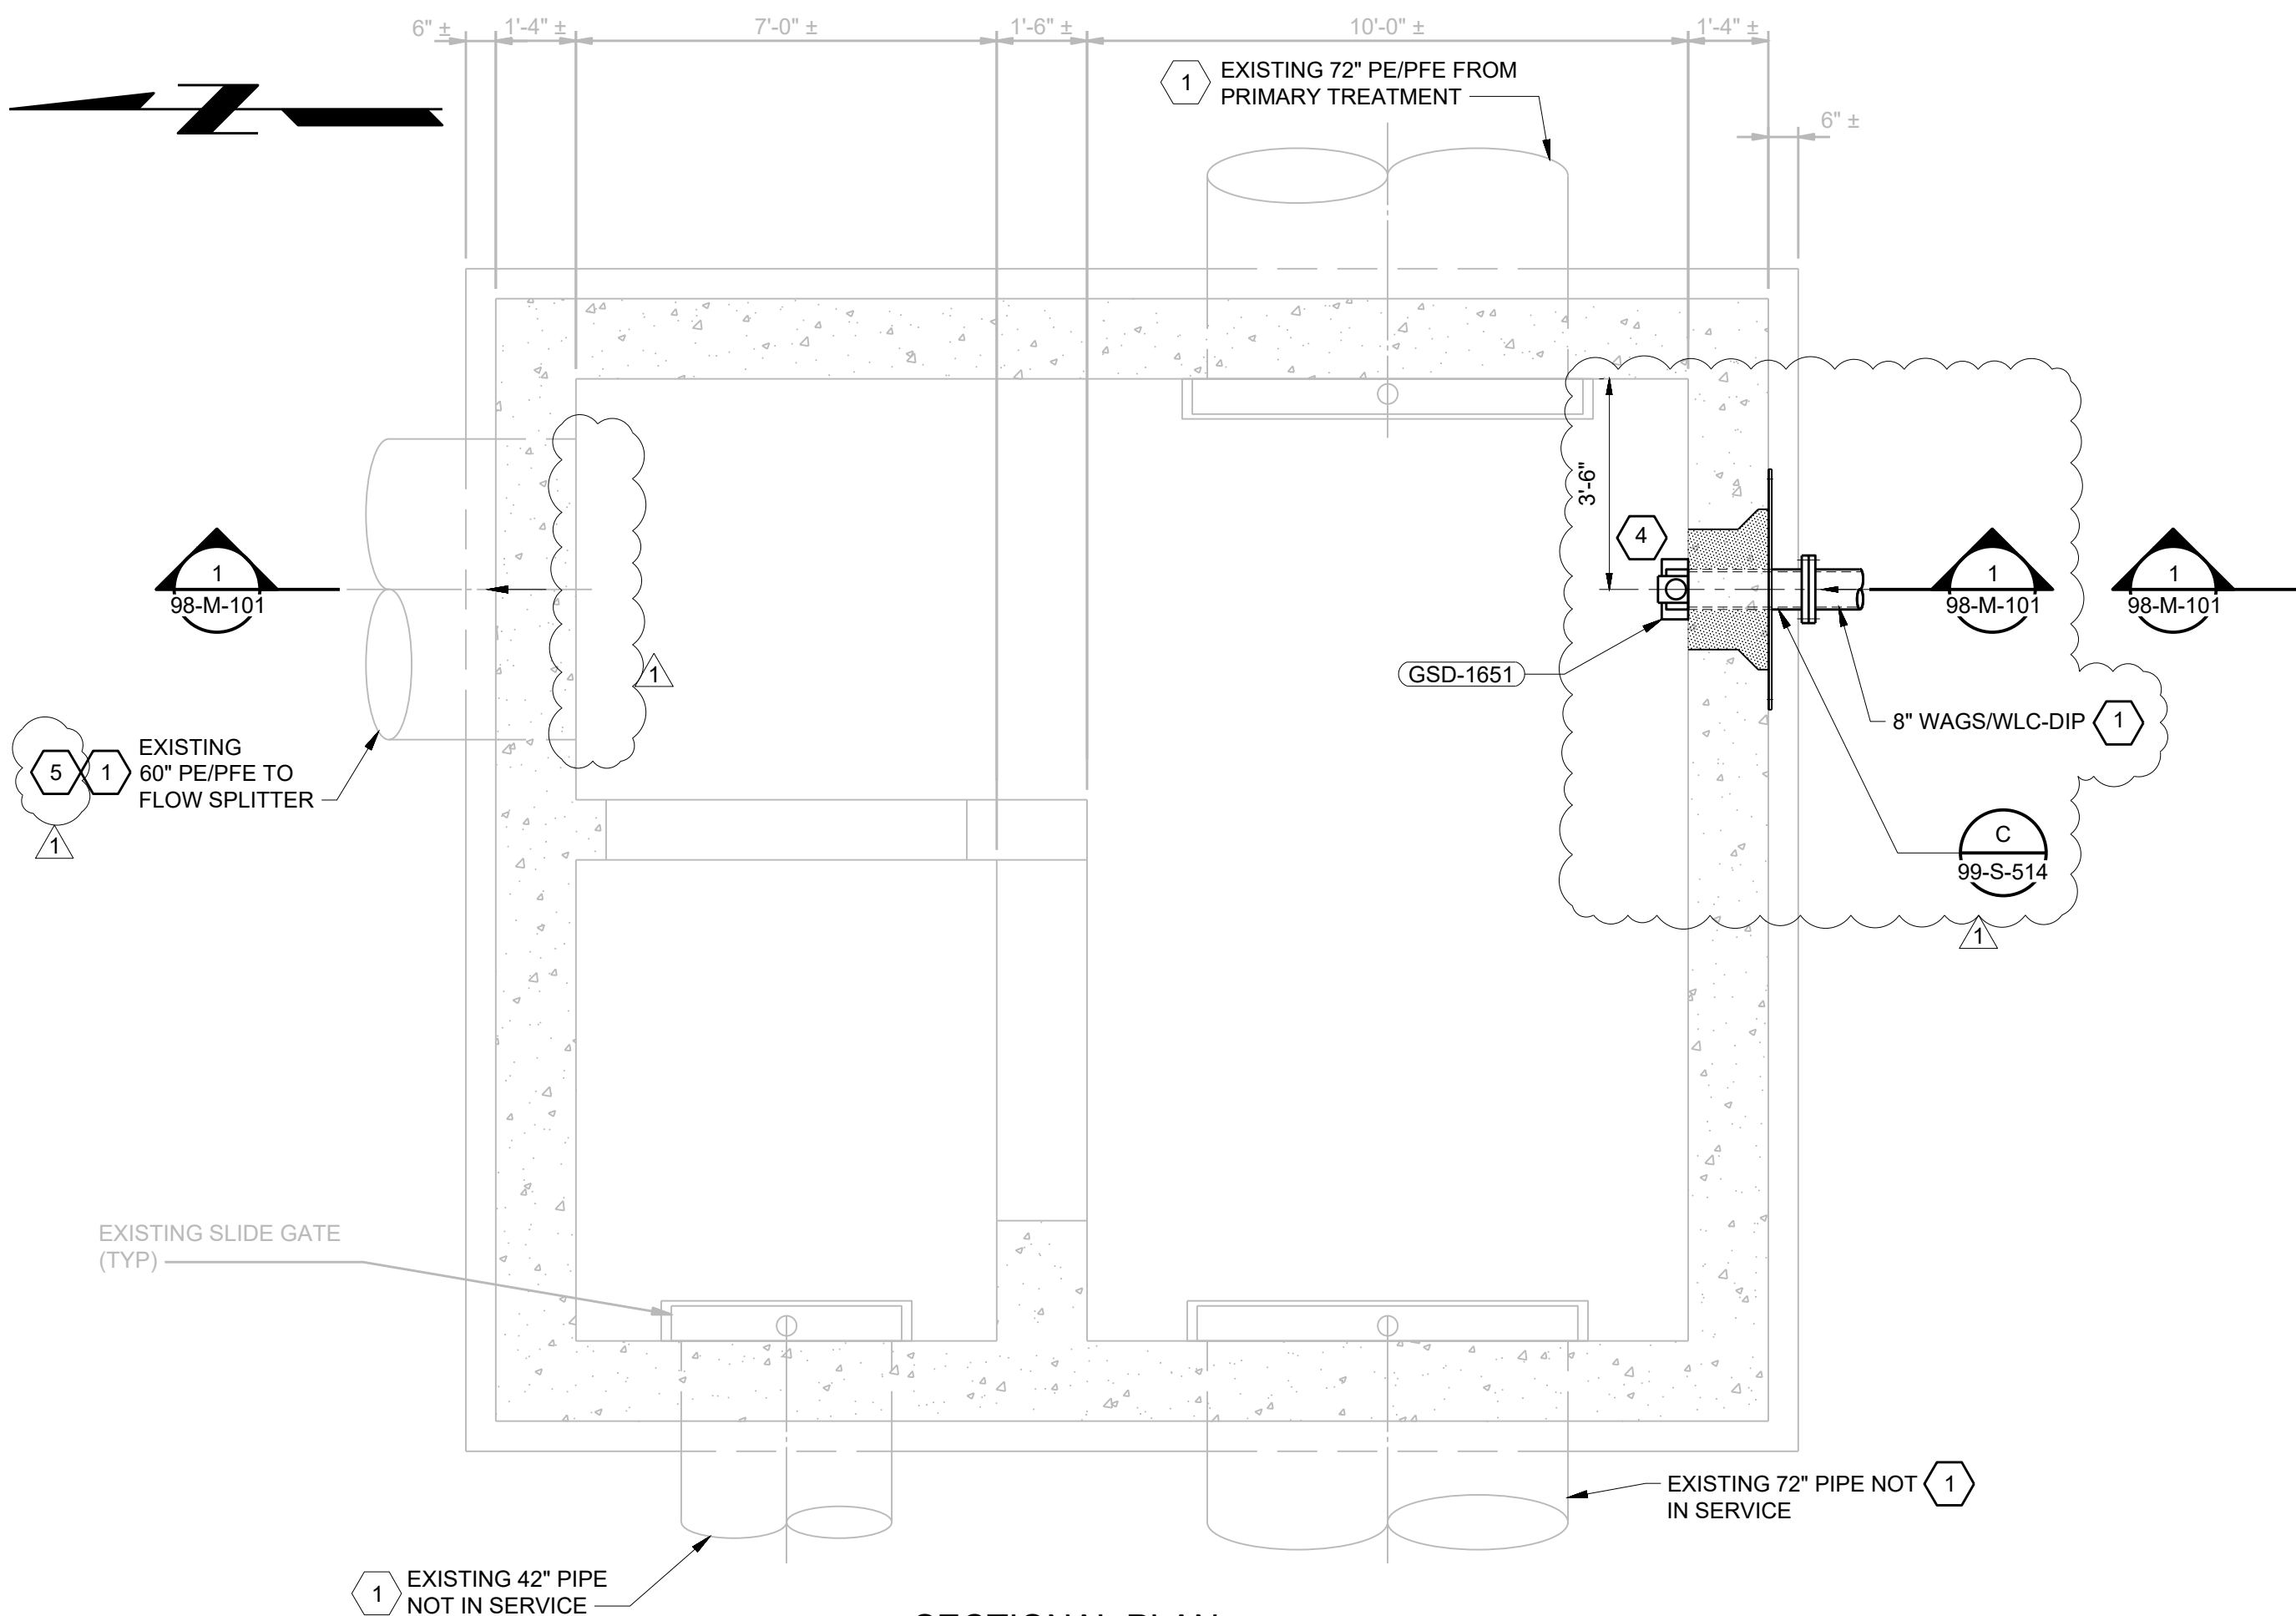 6" ±
1'-4" ±
7'-0" ±
1'-6" ±
10'-0" ±
1'-4" ±
6" ±
1
EXISTING 72" PE/PFE FROM
PRIMARY TREATMENT
3'-6"
4
1
98-M-101
1
98-M-101
1
98-M-101
GSD-1651
1
8" WAGS/WLC-DIP
1
5
1
EXISTING
60" PE/PFE TO
FLOW SPLITTER
1
C
99-S-514
1
EXISTING SLIDE GATE
(TYP)
EXISTING 72" PIPE NOT
IN SERVICE
1
1
EXISTING 42" PIPE
NOT IN SERVICE
SECTIONAL PLAN